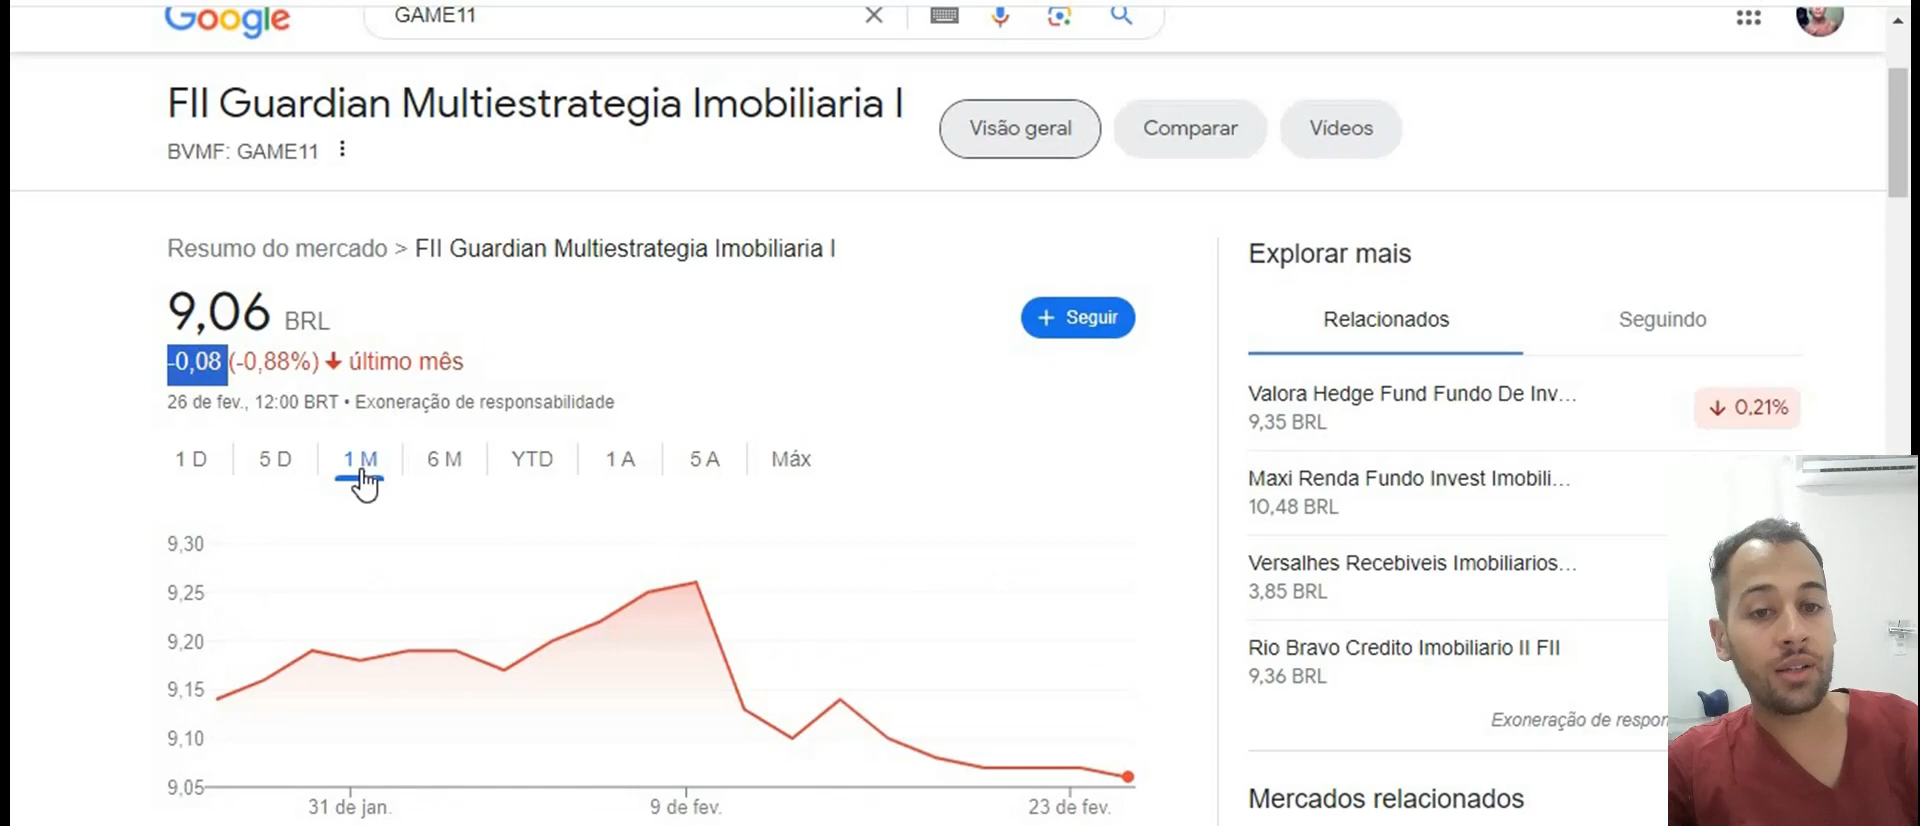 Google
GAME11
FII Guardian Multiestrategia Imobiliaria I
BVMF: GAME11
Visão geral
Comparar
Vídeos
Resumo do mercado > FII Guardian Multiestrategia Imobiliaria I
9,06 BRL
-0,08 (-0,88%) ↓ último mês
26 de fev., 12:00 BRT • Exoneração de responsabilidade
+ Seguir
1 D
5 D
1 M
6 M
YTD
1 A
5 A
Máx
9,30
9,25
9,20
9,15
9,10
9,05
31 de jan.
9 de fev.
23 de fev.
Explorar mais
Relacionados
Seguindo
Valora Hedge Fund Fundo De Inv...
9,35 BRL
↓ 0,21%
Maxi Renda Fundo Invest Imobili...
10,48 BRL
Versalhes Recebiveis Imobiliarios...
3,85 BRL
Rio Bravo Credito Imobiliario II FII
9,36 BRL
Exoneração de respon
Mercados relacionados